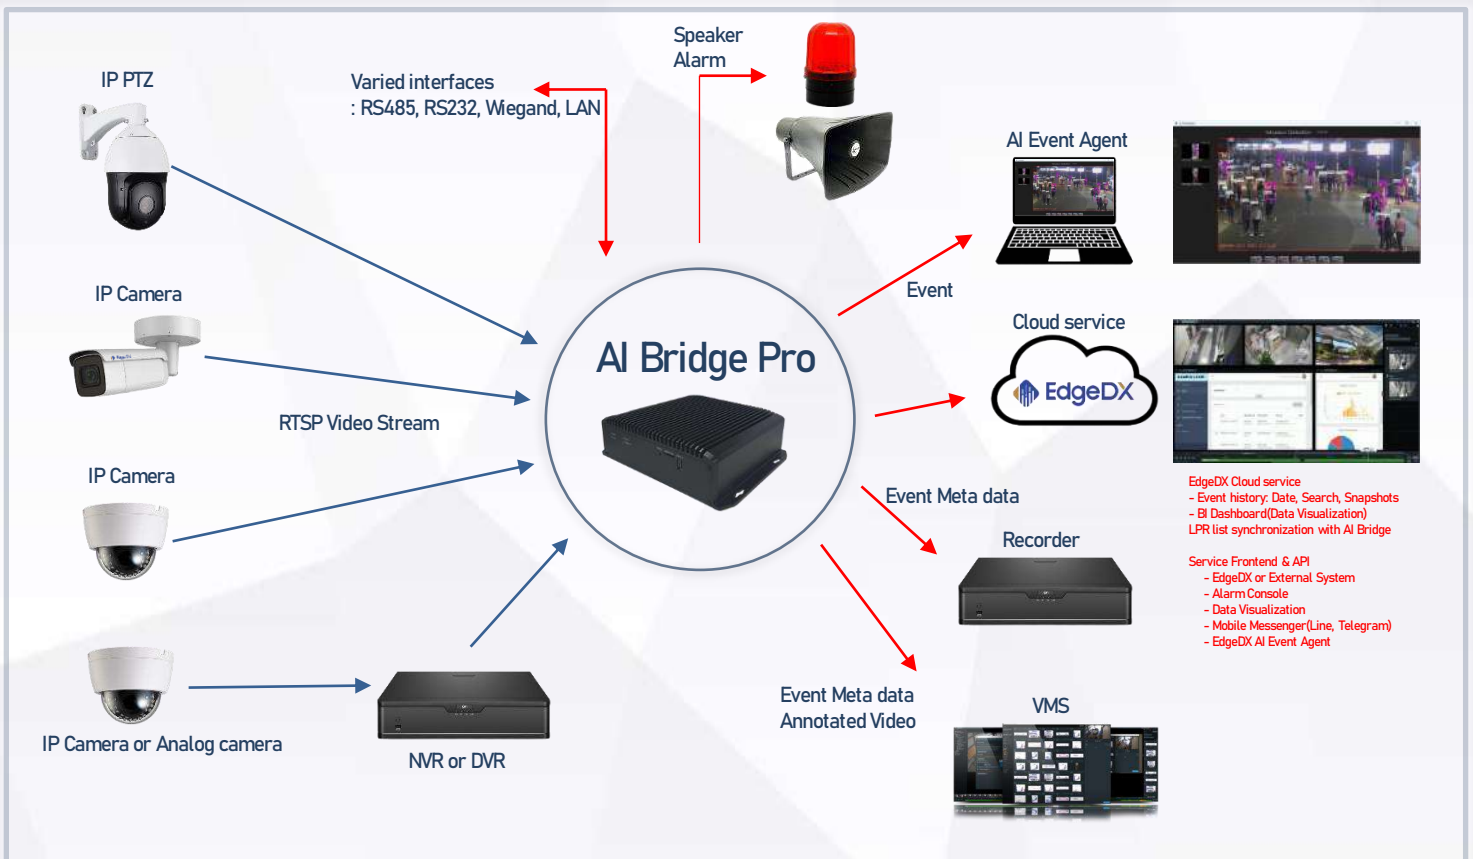 Speaker
Alarm
IP PTZ
Varied interfaces
: RS485, RS232, Wiegand, LAN
AI Event Agent
IP Camera
Event
Cloud service
AI Bridge Pro
EdgeDX
EdgeDX
RTSP Video Stream
IP Camera
Event Meta data
Recorder
EdgeDX Cloud service
- Event history: Date, Search, Snapshots
- BI Dashboard(Data Visualization)
LPR list synchronization with AI Bridge
Service Frontend & API
- EdgeDX or External System
- Alarm Console
- Data Visualization
- Mobile Messenger(Line, Telegram)
- EdgeDX AI Event Agent
Event Meta data
Annotated Video
VMS
IP Camera or Analog camera
NVR or DVR